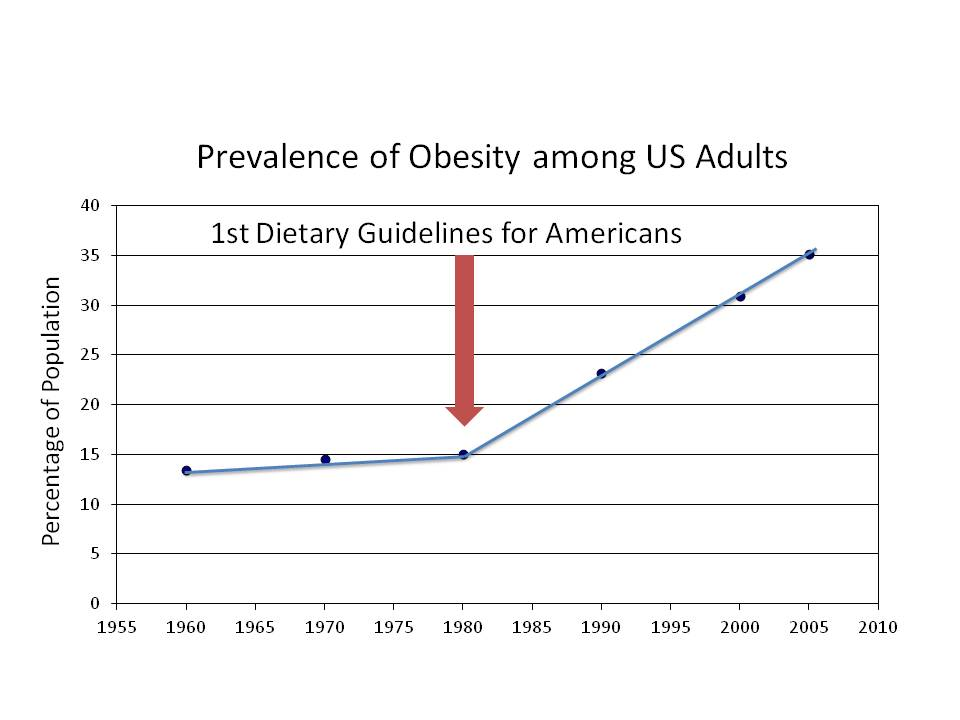 Prevalence of Obesity among US Adults
40
1st Dietary Guidelines for Americans
35
30
25
20
15
10
5
0
Percentage of Population
1955 1960 1965 1970 1975 1980 1985 1990 1995 2000 2005 2010